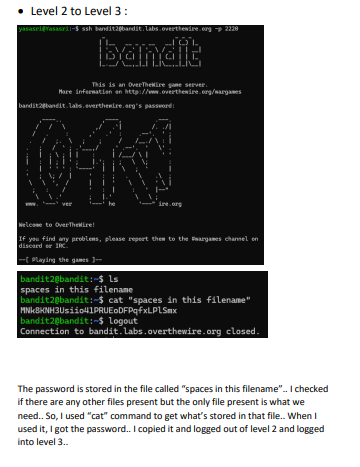 • Level 2 to Level 3 :
yasasri@Yasasri:~$ ssh bandit2@bandit.labs.overthewire.org -p 2220
This is an OverTheWire game server.
More information on http://www.overthewire.org/wargames
bandit2@bandit.labs.overthewire.org's password:
www. ver he ire.org
Welcome to OverTheWire!
If you find any problems, please report them to the #wargames channel on
discord or IRC.
--[ Playing the games ]--
bandit2@bandit:~$ ls
spaces in this filename
bandit2@bandit:~$ cat "spaces in this filename"
MNk8KNH3Usiio41PRUEoDFPqfxLPlSmx
bandit2@bandit:~$ logout
Connection to bandit.labs.overthewire.org closed.
The password is stored in the file called “spaces in this filename”.. I checked
if there are any other files present but the only file present is what we
need.. So, I used “cat” command to get what’s stored in that file.. When I
used it, I got the password.. I copied it and logged out of level 2 and logged
into level 3..